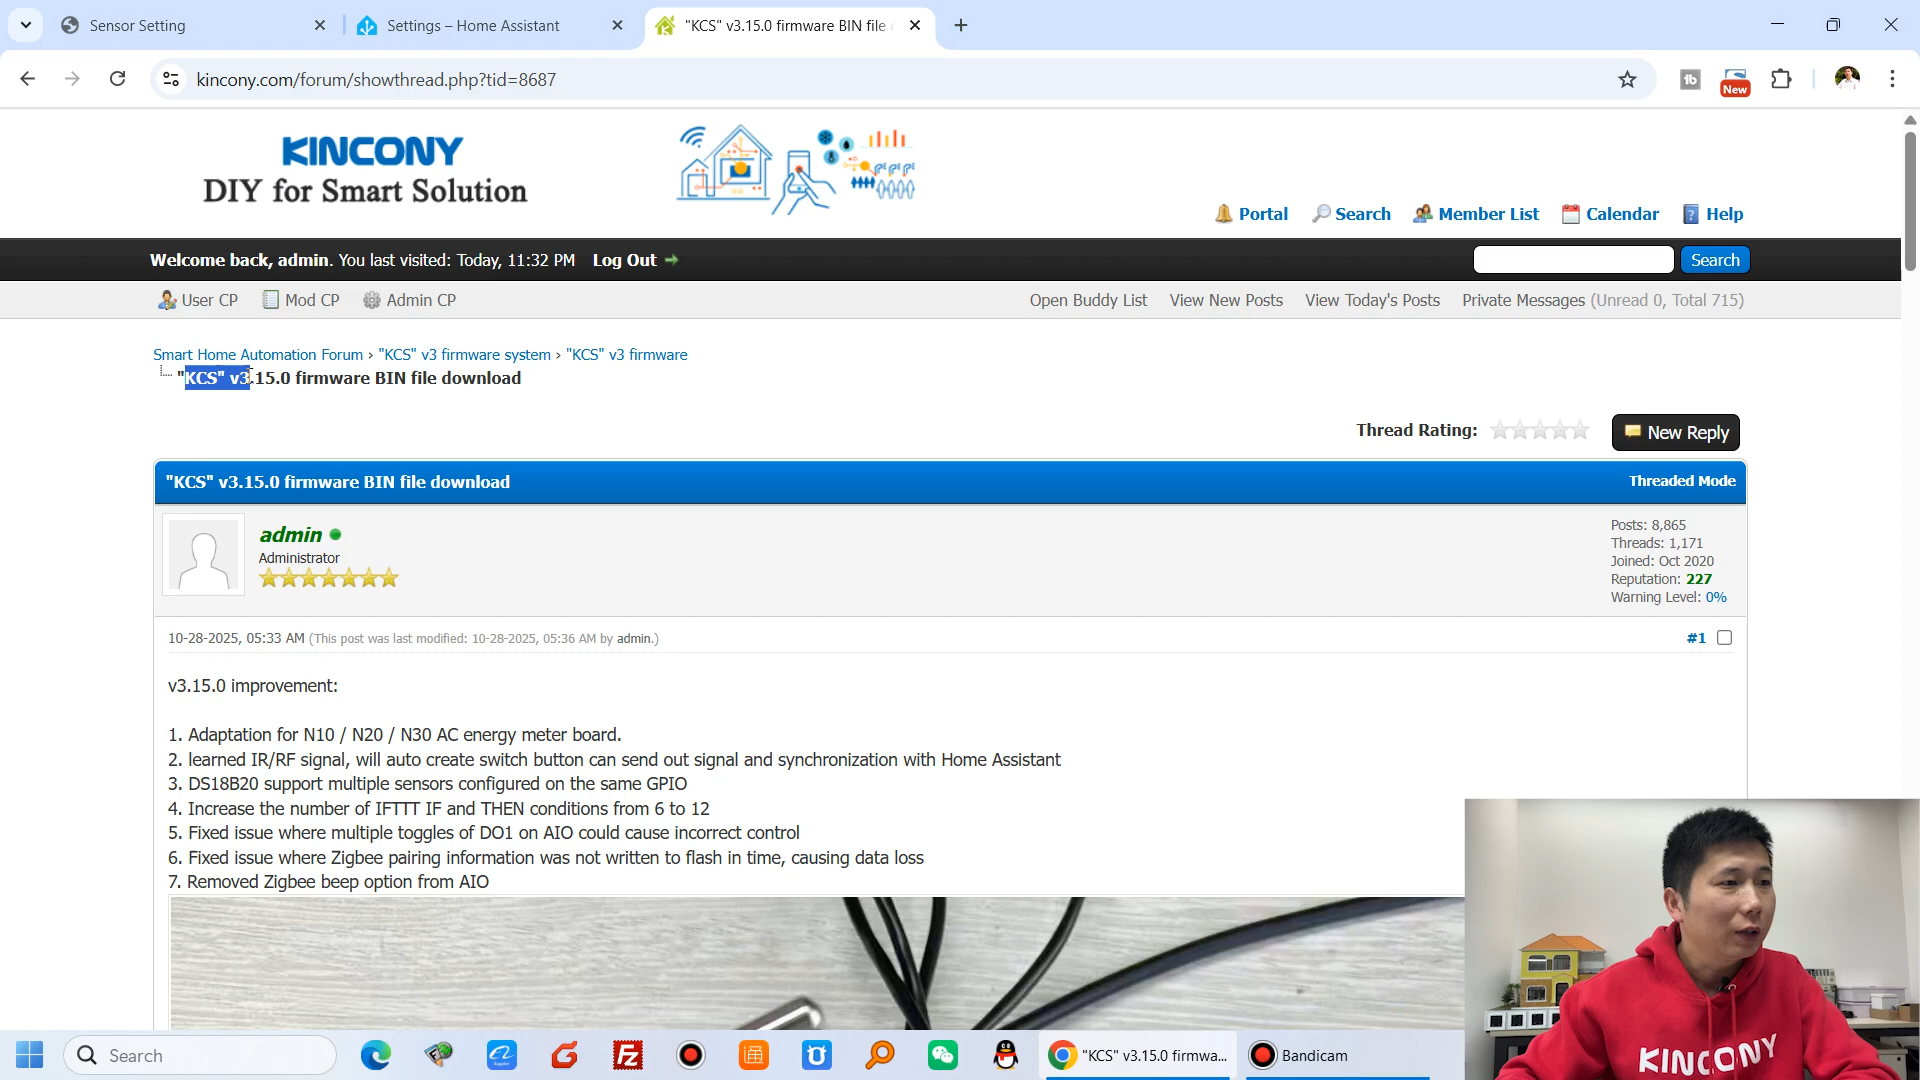 Sensor Setting
Settings – Home Assistant
"KCS" v3.15.0 firmware BIN file
kincony.com/forum/showthread.php?tid=8687
New
KINCONY
DIY for Smart Solution
Portal
Search
Member List
Calendar
Help
Welcome back, admin. You last visited: Today, 11:32 PM Log Out
Search
User CP
Mod CP
Admin CP
Open Buddy List
View New Posts
View Today's Posts
Private Messages (Unread 0, Total 715)
Smart Home Automation Forum › "KCS" v3 firmware system › "KCS" v3 firmware
"KCS" v3.15.0 firmware BIN file download
Thread Rating:
New Reply
"KCS" v3.15.0 firmware BIN file download
Threaded Mode
admin
Administrator
Posts: 8,865
Threads: 1,171
Joined: Oct 2020
Reputation: 227
Warning Level: 0%
10-28-2025, 05:33 AM (This post was last modified: 10-28-2025, 05:36 AM by admin.)
#1
v3.15.0 improvement:
1. Adaptation for N10 / N20 / N30 AC energy meter board.
2. learned IR/RF signal, will auto create switch button can send out signal and synchronization with Home Assistant
3. DS18B20 support multiple sensors configured on the same GPIO
4. Increase the number of IFTTT IF and THEN conditions from 6 to 12
5. Fixed issue where multiple toggles of DO1 on AIO could cause incorrect control
6. Fixed issue where Zigbee pairing information was not written to flash in time, causing data loss
7. Removed Zigbee beep option from AIO
KINCONY
Search
"KCS" v3.15.0 firmwa...
Bandicam